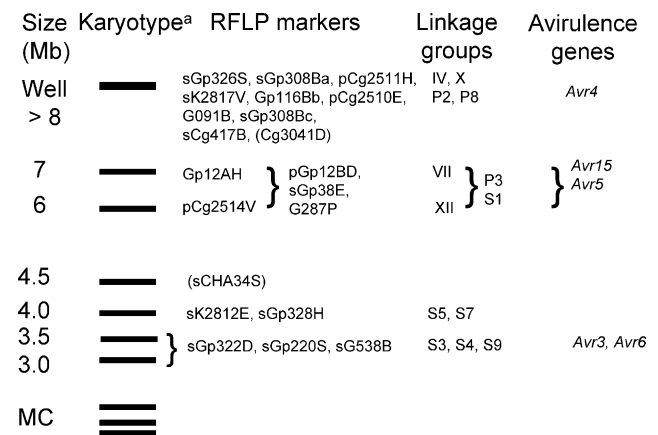 Size Karyotypeᵃ RFLP markers Linkage Avirulence
(Mb) groups genes
Well sGp326S, sGp308Ba, pCg2511H, IV, X
> 8 sK2817V, Gp116Bb, pCg2510E, P2, P8 Avr4
G091B, sGp308Bc,
sCg417B, (Cg3041D)
7 Gp12AH } pGp12BD, VII } P3 } Avr15
sGp38E, S1 Avr5
6 pCg2514V G287P XII
4.5 (sCHA34S)
4.0 sK2812E, sGp328H S5, S7
3.5 } sGp322D, sGp220S, sG538B S3, S4, S9 Avr3, Avr6
3.0
MC